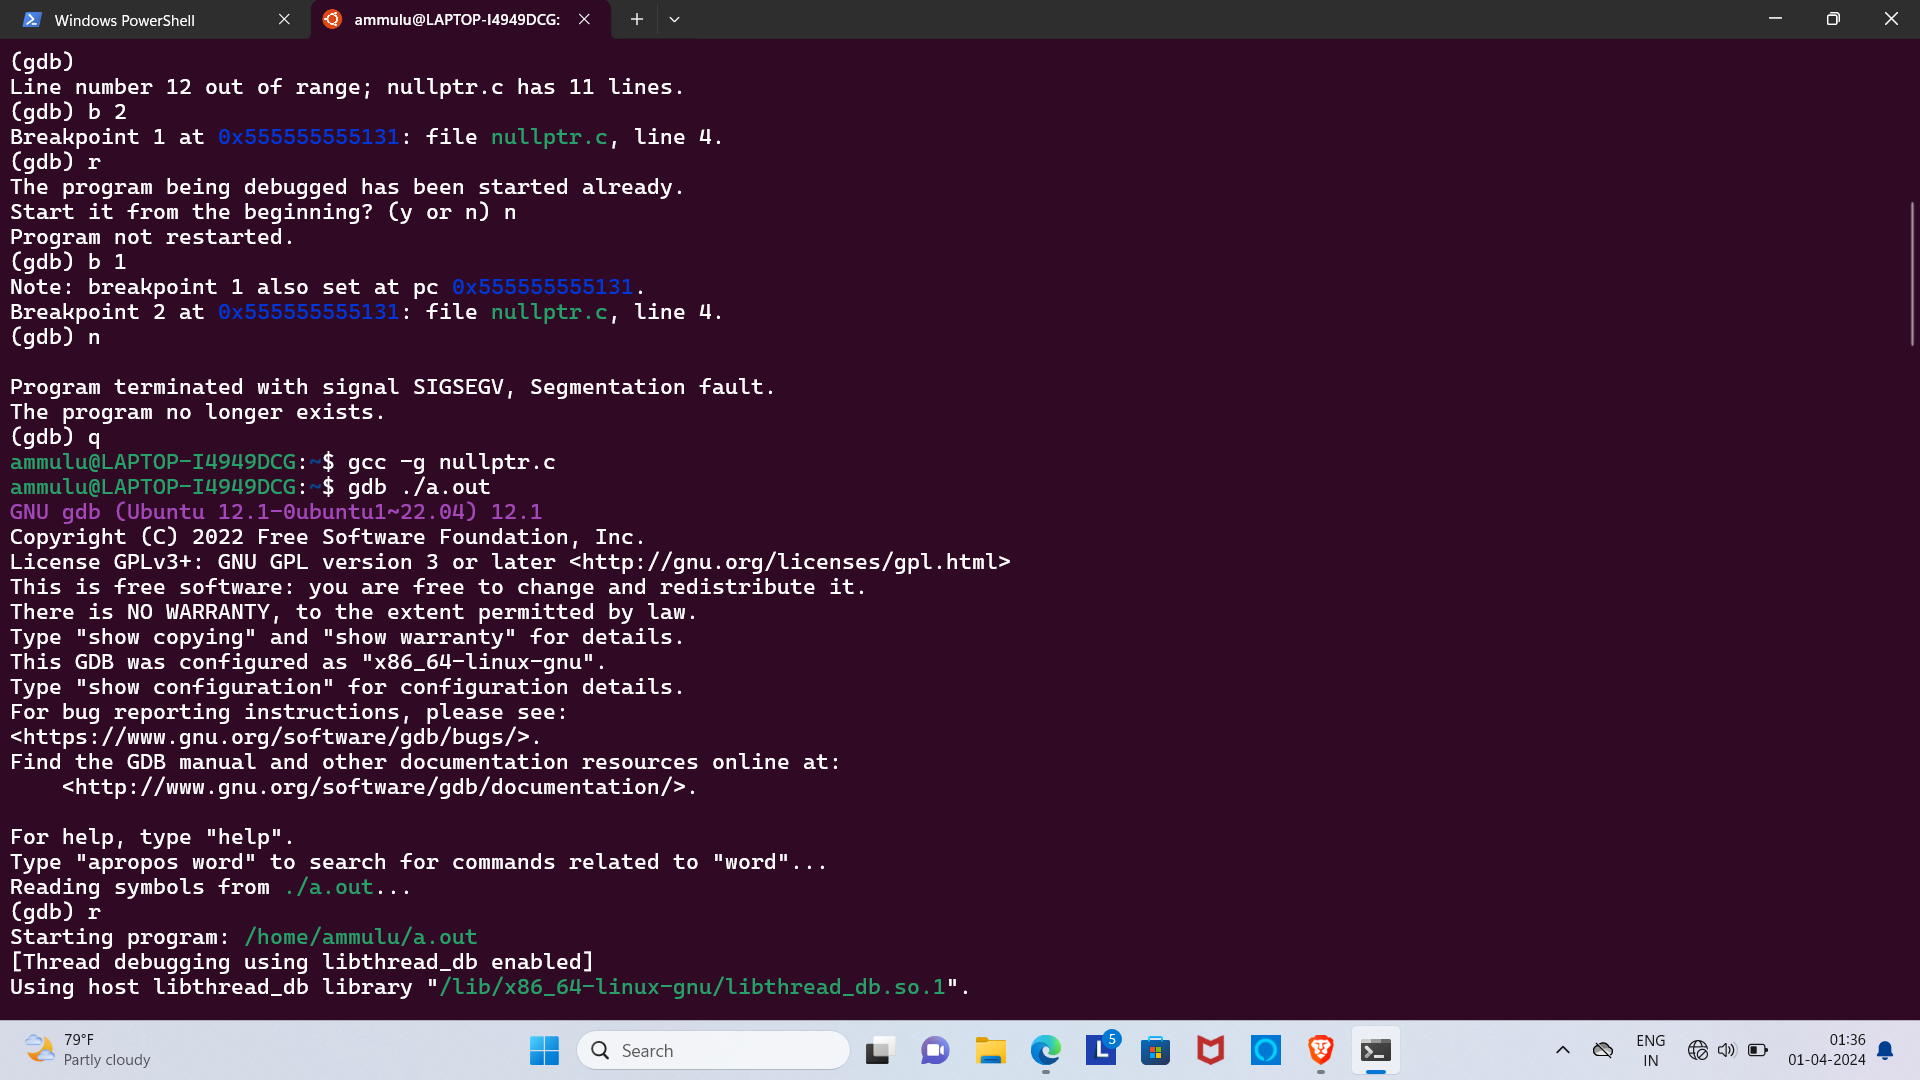 Windows PowerShell
ammulu@LAPTOP-I4949DCG:
(gdb)
Line number 12 out of range; nullptr.c has 11 lines.
(gdb) b 2
Breakpoint 1 at 0x555555555131: file nullptr.c, line 4.
(gdb) r
The program being debugged has been started already.
Start it from the beginning? (y or n) n
Program not restarted.
(gdb) b 1
Note: breakpoint 1 also set at pc 0x555555555131.
Breakpoint 2 at 0x555555555131: file nullptr.c, line 4.
(gdb) n
Program terminated with signal SIGSEGV, Segmentation fault.
The program no longer exists.
(gdb) q
ammulu@LAPTOP-I4949DCG:~$ gcc -g nullptr.c
ammulu@LAPTOP-I4949DCG:~$ gdb ./a.out
GNU gdb (Ubuntu 12.1-0ubuntu1~22.04) 12.1
Copyright (C) 2022 Free Software Foundation, Inc.
License GPLv3+: GNU GPL version 3 or later <http://gnu.org/licenses/gpl.html>
This is free software: you are free to change and redistribute it.
There is NO WARRANTY, to the extent permitted by law.
Type "show copying" and "show warranty" for details.
This GDB was configured as "x86_64-linux-gnu".
Type "show configuration" for configuration details.
For bug reporting instructions, please see:
<https://www.gnu.org/software/gdb/bugs/>.
Find the GDB manual and other documentation resources online at:
    <http://www.gnu.org/software/gdb/documentation/>.
For help, type "help".
Type "apropos word" to search for commands related to "word"...
Reading symbols from ./a.out...
(gdb) r
Starting program: /home/ammulu/a.out
[Thread debugging using libthread_db enabled]
Using host libthread_db library "/lib/x86_64-linux-gnu/libthread_db.so.1".
79°F
Partly cloudy
Search
L
5
ENG
IN
01:36
01-04-2024